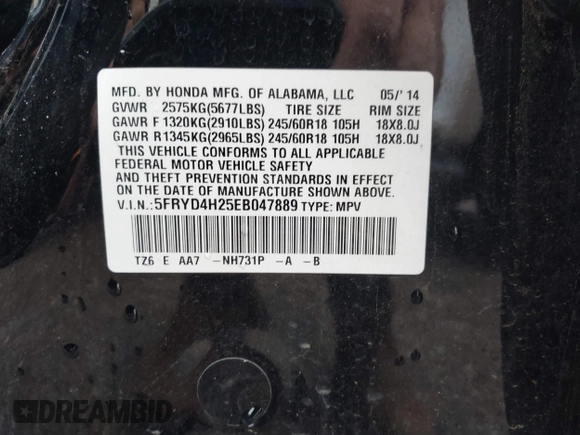 MFD. BY HONDA MFG. OF ALABAMA, LLC 05/'14
GVWR 2575KG(5677LBS) TIRE SIZE RIM SIZE
GAWR F 1320KG(2910LBS) 245/60R18 105H 18X8.0J
GAWR R 1345KG(2965LBS) 245/60R18 105H 18X8.0J
THIS VEHICLE CONFORMS TO ALL APPLICABLE
FEDERAL MOTOR VEHICLE SAFETY
AND THEFT PREVENTION STANDARDS IN EFFECT
ON THE DATE OF MANUFACTURE SHOWN ABOVE.
V.I.N.: 5FRYD4H25EB047889 TYPE: MPV
TZ6 E AA7 -NH731P -A -B
DREAMBID